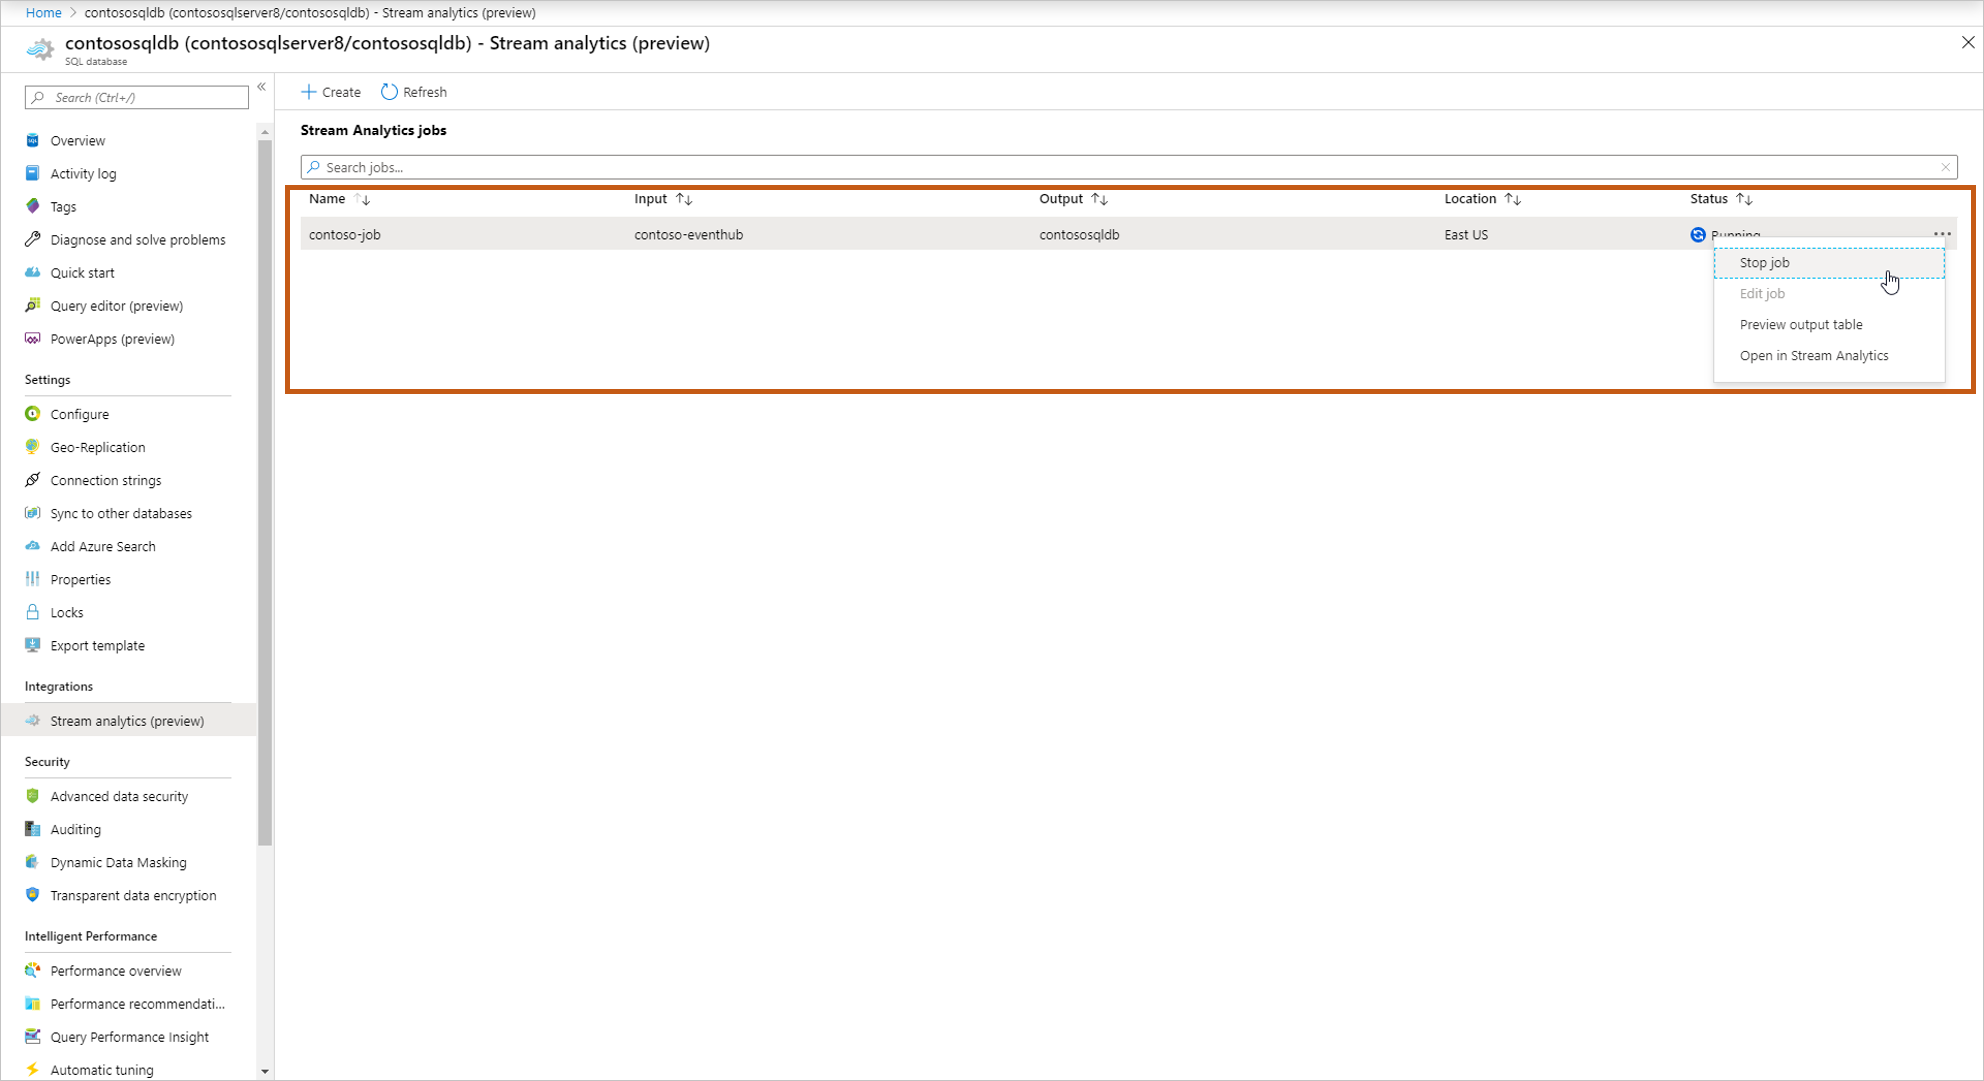 Home > contososqldb (contososqlserver8/contososqldb) - Stream analytics (preview)
contososqldb (contososqlserver8/contososqldb) - Stream analytics (preview)
SQL database
Search (Ctrl+/)
«
Overview
Activity log
Tags
Diagnose and solve problems
Quick start
Query editor (preview)
PowerApps (preview)
Settings
Configure
Geo-Replication
Connection strings
Sync to other databases
Add Azure Search
Properties
Locks
Export template
Integrations
Stream analytics (preview)
Security
Advanced data security
Auditing
Dynamic Data Masking
Transparent data encryption
Intelligent Performance
Performance overview
Performance recommendati...
Query Performance Insight
Automatic tuning
Create Refresh
Stream Analytics jobs
Search jobs...
Name Input Output Location Status
contoso-job contoso-eventhub contososqldb East US Running
Stop job
Edit job
Preview output table
Open in Stream Analytics